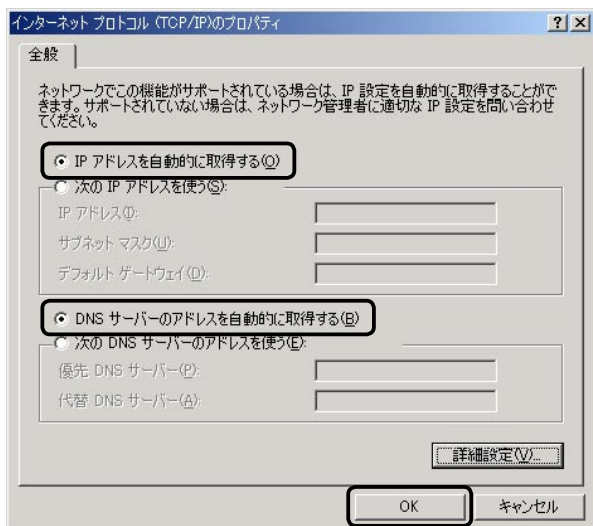 インターネット プロトコル (TCP/IP)のプロパティ
全般
ネットワークでこの機能がサポートされている場合は、IP 設定を自動的に取得することがで
きます。サポートされていない場合は、ネットワーク管理者に適切な IP 設定を問い合わせ
てください。
IP アドレスを自動的に取得する(O)
次の IP アドレスを使う(S):
IP アドレス(I):
サブネット マスク(U):
デフォルト ゲートウェイ(D):
DNS サーバーのアドレスを自動的に取得する(B)
次の DNS サーバーのアドレスを使う(E):
優先 DNS サーバー(P):
代替 DNS サーバー(A):
詳細設定(V)...
OK キャンセル